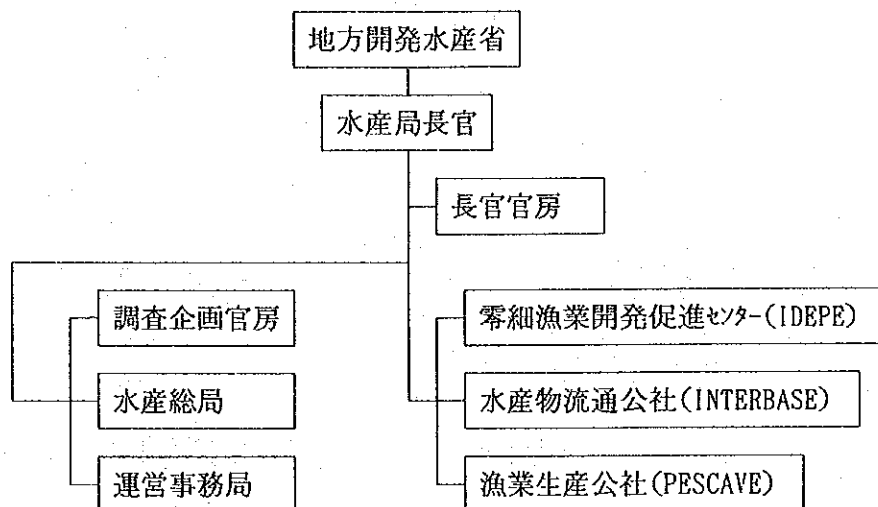 地方開発水産省
水産局長官
長官官房
調査企画官房
水産総局
運営事務局
零細漁業開発促進センター(IDEPE)
水産物流通公社(INTERBASE)
漁業生産公社(PESCAVE)